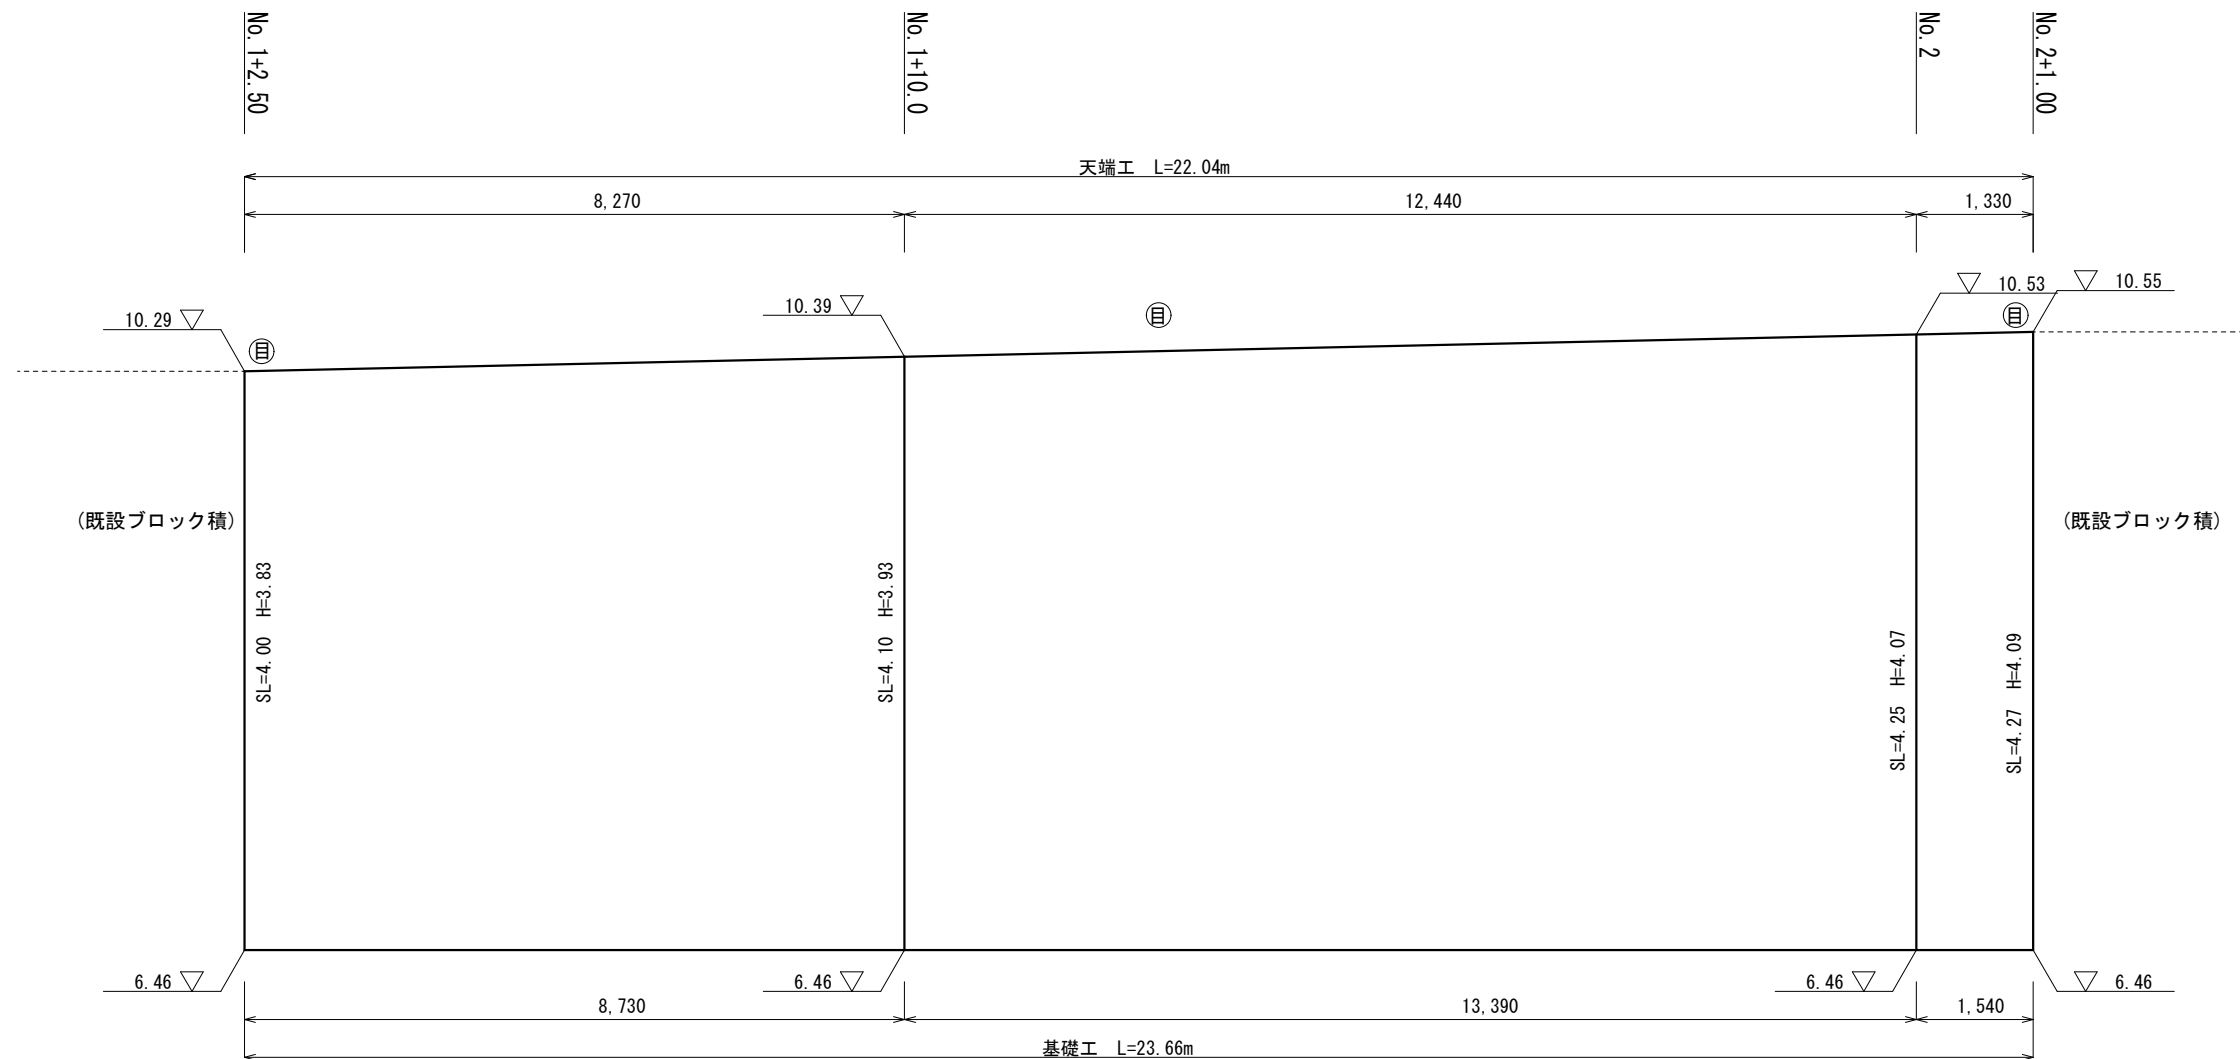 No.1+2.50
No.1+10.0
No.2
No.2+1.00
天端工 L=22.04m
8,270
12,440
1,330
10.29
10.39
10.53
10.55
目
目
目
(既設ブロック積)
(既設ブロック積)
SL=4.00 H=3.83
SL=4.10 H=3.93
SL=4.25 H=4.07
SL=4.27 H=4.09
6.46
6.46
6.46
6.46
8,730
13,390
1,540
基礎工 L=23.66m